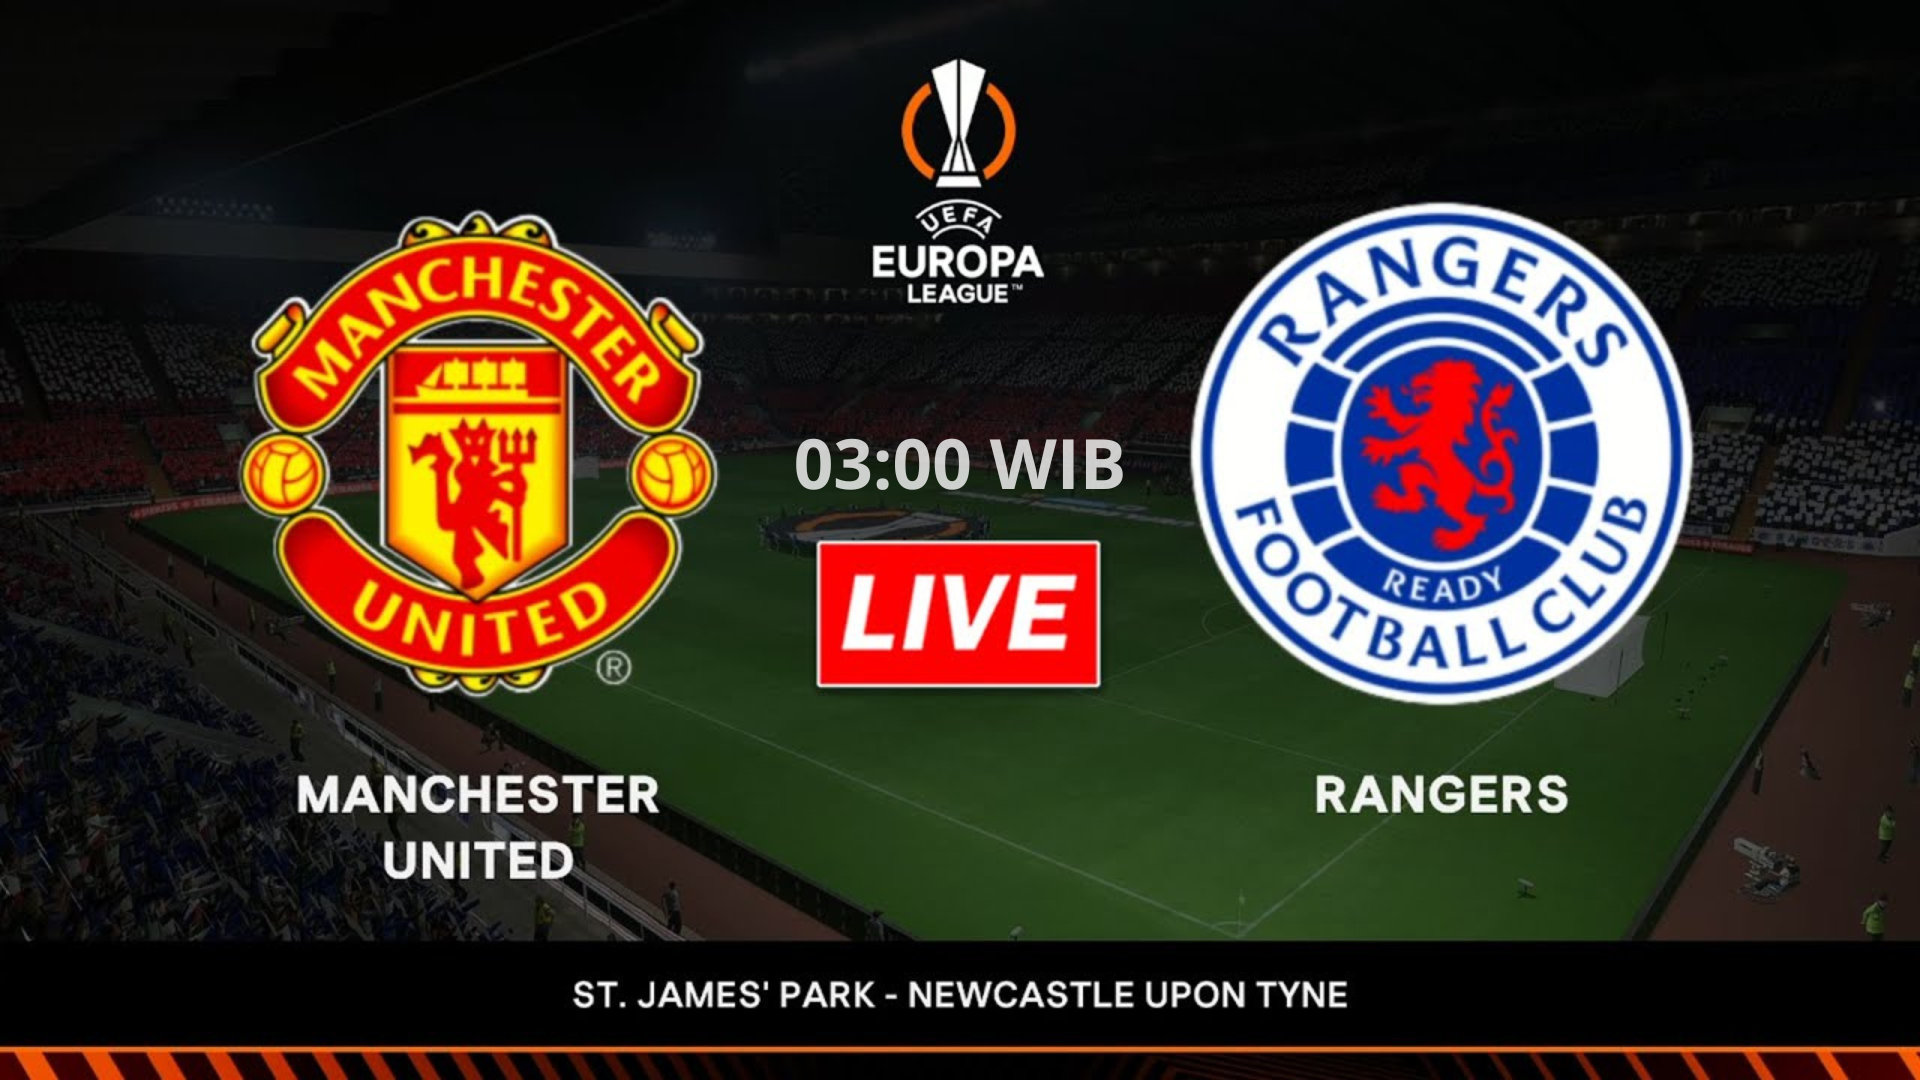 UEFA
EUROPA
LEAGUE™
MANCHESTER
UNITED
®
RANGERS
READY
FOOTBALL CLUB
03:00 WIB
LIVE
MANCHESTER
UNITED
RANGERS
ST. JAMES' PARK - NEWCASTLE UPON TYNE